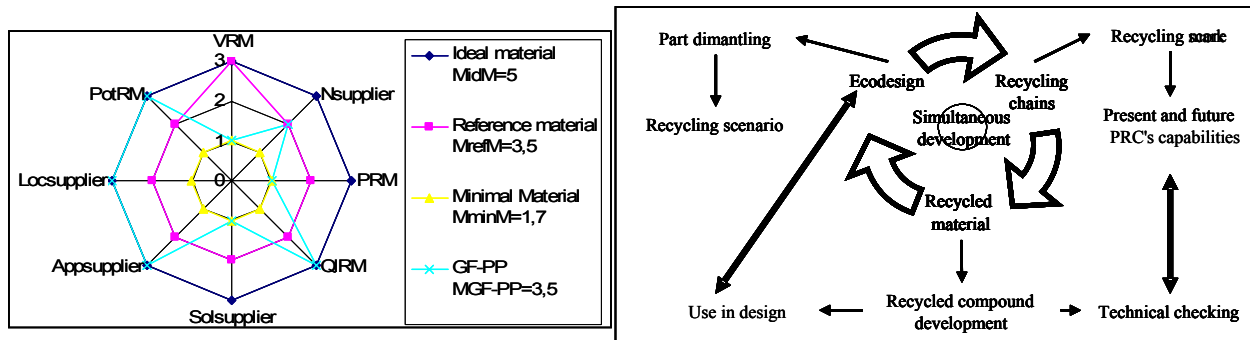 VRM
3
2
1
0
PotRM
Nsupplier
Locsupplier
PRM
Appsupplier
QIRM
Solsupplier
Ideal material
MidM=5
Reference material
MrefM=3,5
Minimal Material
MminM=1,7
GF-PP
MGF-PP=3,5
Part dimantling
Recycling scenario
Ecodesign
Recycling
chains
Simultaneous
development
Recycled
material
Recycling
Present and future
PRC's capabilities
Use in design
Recycled compound
development
Technical checking